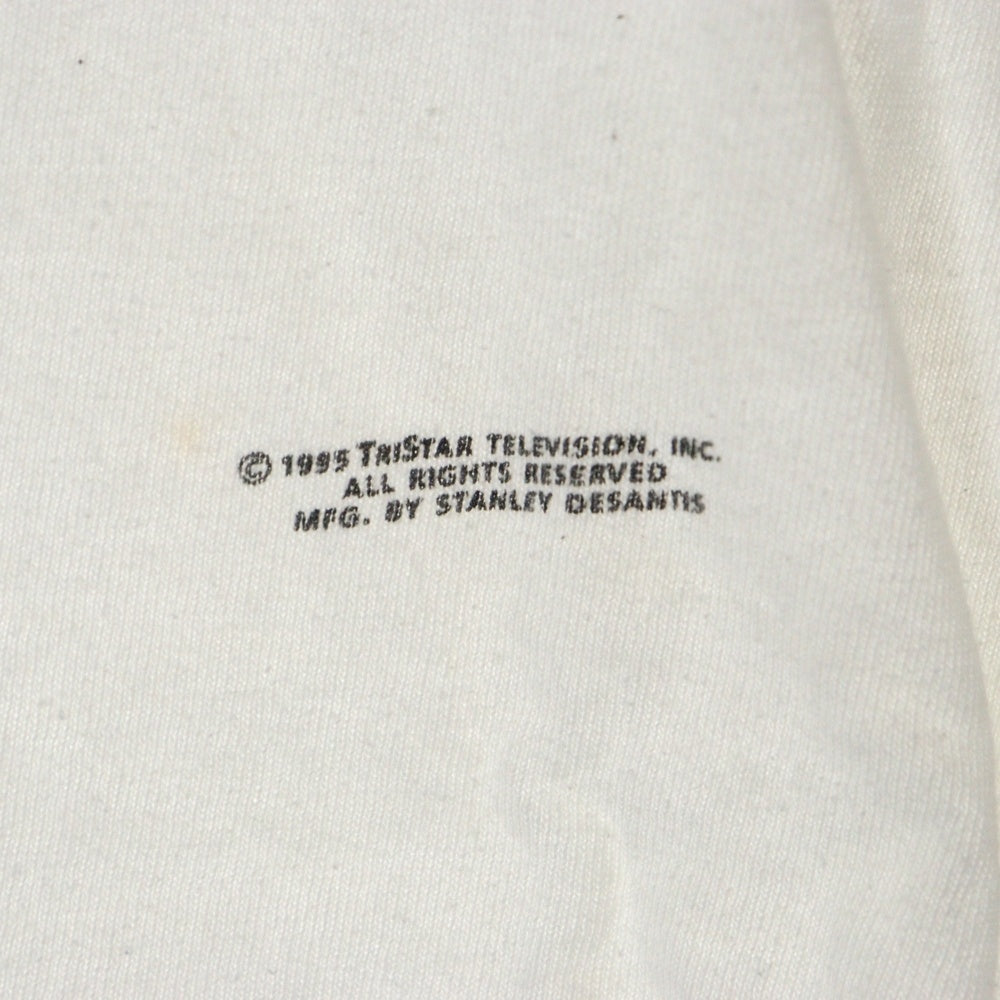 © 1995 TRISTAR TELEVISION, INC.
ALL RIGHTS RESERVED
MFG. BY STANLEY DESANTIS